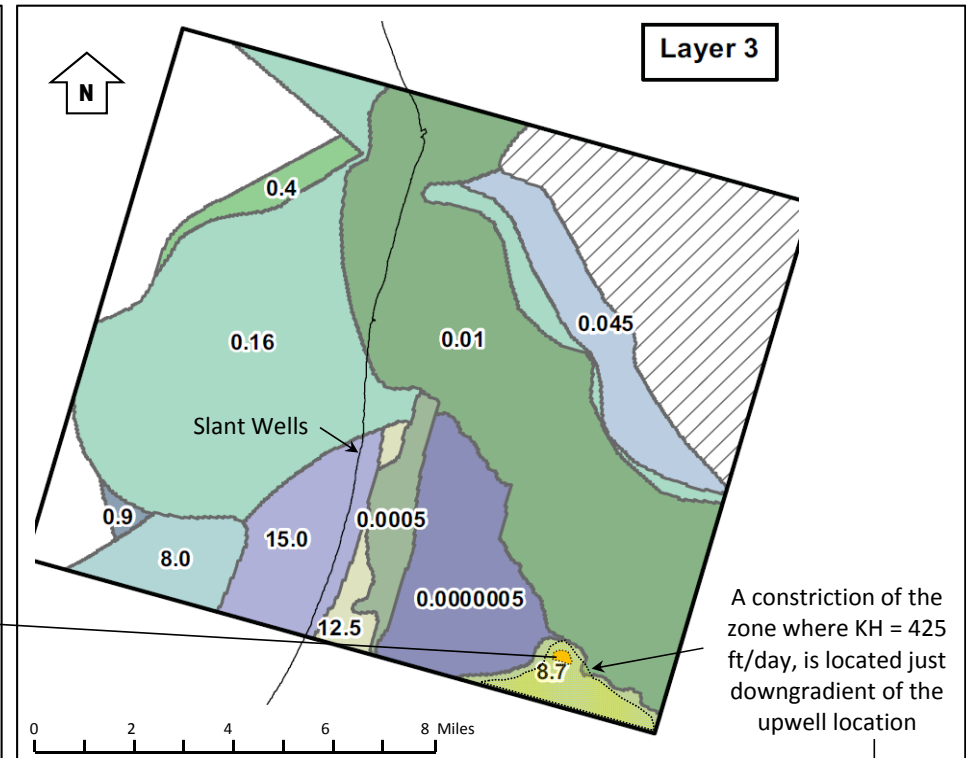 Layer 3
N
0.4
0.045
0.16
0.01
Slant Wells
0.9
0.0005
15.0
8.0
0.0000005
12.5
8.7
A constriction of the
zone where KH = 425
ft/day, is located just
downgradient of the
upwell location
0 2 4 6 8 Miles